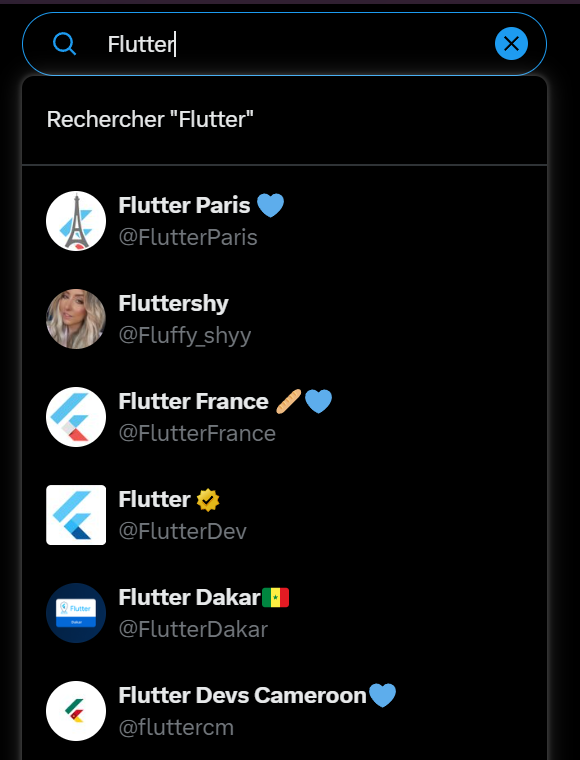 Flutter
Rechercher "Flutter"
Flutter Paris 💙
@FlutterParis
Fluttershy
@Fluffy_shyy
Flutter France 🥖💙
@FlutterFrance
Flutter
@FlutterDev
Flutter Dakar🇸🇳
@FlutterDakar
Flutter
Flutter Devs Cameroon💙
@fluttercm